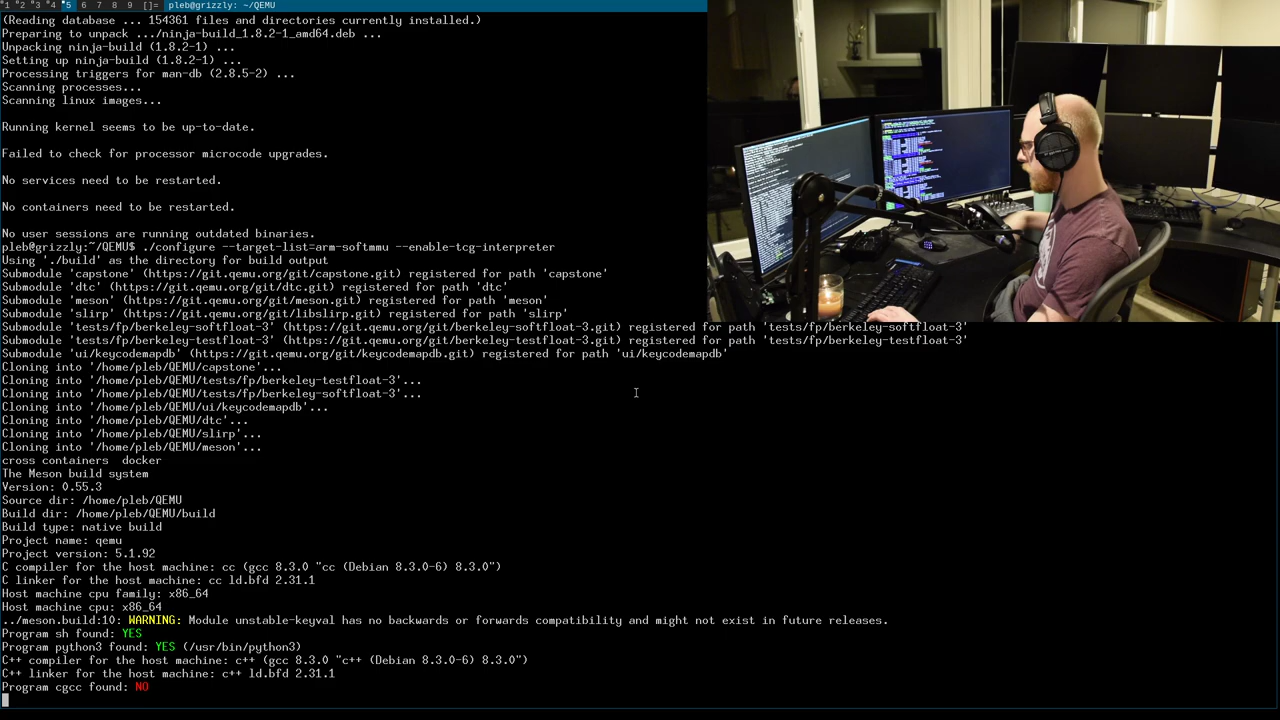 *1 *2 *3 *4 *5 6 7 8 9 []= pleb@grizzly: ~/QEMU
(Reading database ... 154361 files and directories currently installed.)
Preparing to unpack .../ninja-build_1.8.2-1_amd64.deb ...
Unpacking ninja-build (1.8.2-1) ...
Setting up ninja-build (1.8.2-1) ...
Processing triggers for man-db (2.8.5-2) ...
Scanning processes...
Scanning linux images...
Running kernel seems to be up-to-date.
Failed to check for processor microcode upgrades.
No services need to be restarted.
No containers need to be restarted.
No user sessions are running outdated binaries.
pleb@grizzly:~/QEMU$ ./configure --target-list=arm-softmmu --enable-tcg-interpreter
Using './build' as the directory for build output
Submodule 'capstone' (https://git.qemu.org/git/capstone.git) registered for path 'capstone'
Submodule 'dtc' (https://git.qemu.org/git/dtc.git) registered for path 'dtc'
Submodule 'meson' (https://git.qemu.org/git/meson.git) registered for path 'meson'
Submodule 'slirp' (https://git.qemu.org/git/libslirp.git) registered for path 'slirp'
Submodule 'tests/fp/berkeley-softfloat-3' (https://git.qemu.org/git/berkeley-softfloat-3.git) registered for path 'tests/fp/berkeley-softfloat-3'
Submodule 'tests/fp/berkeley-testfloat-3' (https://git.qemu.org/git/berkeley-testfloat-3.git) registered for path 'tests/fp/berkeley-testfloat-3'
Submodule 'ui/keycodemapdb' (https://git.qemu.org/git/keycodemapdb.git) registered for path 'ui/keycodemapdb'
Cloning into '/home/pleb/QEMU/capstone'...
Cloning into '/home/pleb/QEMU/tests/fp/berkeley-testfloat-3'...
Cloning into '/home/pleb/QEMU/tests/fp/berkeley-softfloat-3'...
Cloning into '/home/pleb/QEMU/ui/keycodemapdb'...
Cloning into '/home/pleb/QEMU/dtc'...
Cloning into '/home/pleb/QEMU/slirp'...
Cloning into '/home/pleb/QEMU/meson'...
cross containers  docker
The Meson build system
Version: 0.55.3
Source dir: /home/pleb/QEMU
Build dir: /home/pleb/QEMU/build
Build type: native build
Project name: qemu
Project version: 5.1.92
C compiler for the host machine: cc (gcc 8.3.0 "cc (Debian 8.3.0-6) 8.3.0")
C linker for the host machine: cc ld.bfd 2.31.1
Host machine cpu family: x86_64
Host machine cpu: x86_64
../meson.build:10: WARNING: Module unstable-keyval has no backwards or forwards compatibility and might not exist in future releases.
Program sh found: YES
Program python3 found: YES (/usr/bin/python3)
C++ compiler for the host machine: c++ (gcc 8.3.0 "c++ (Debian 8.3.0-6) 8.3.0")
C++ linker for the host machine: c++ ld.bfd 2.31.1
Program cgcc found: NO